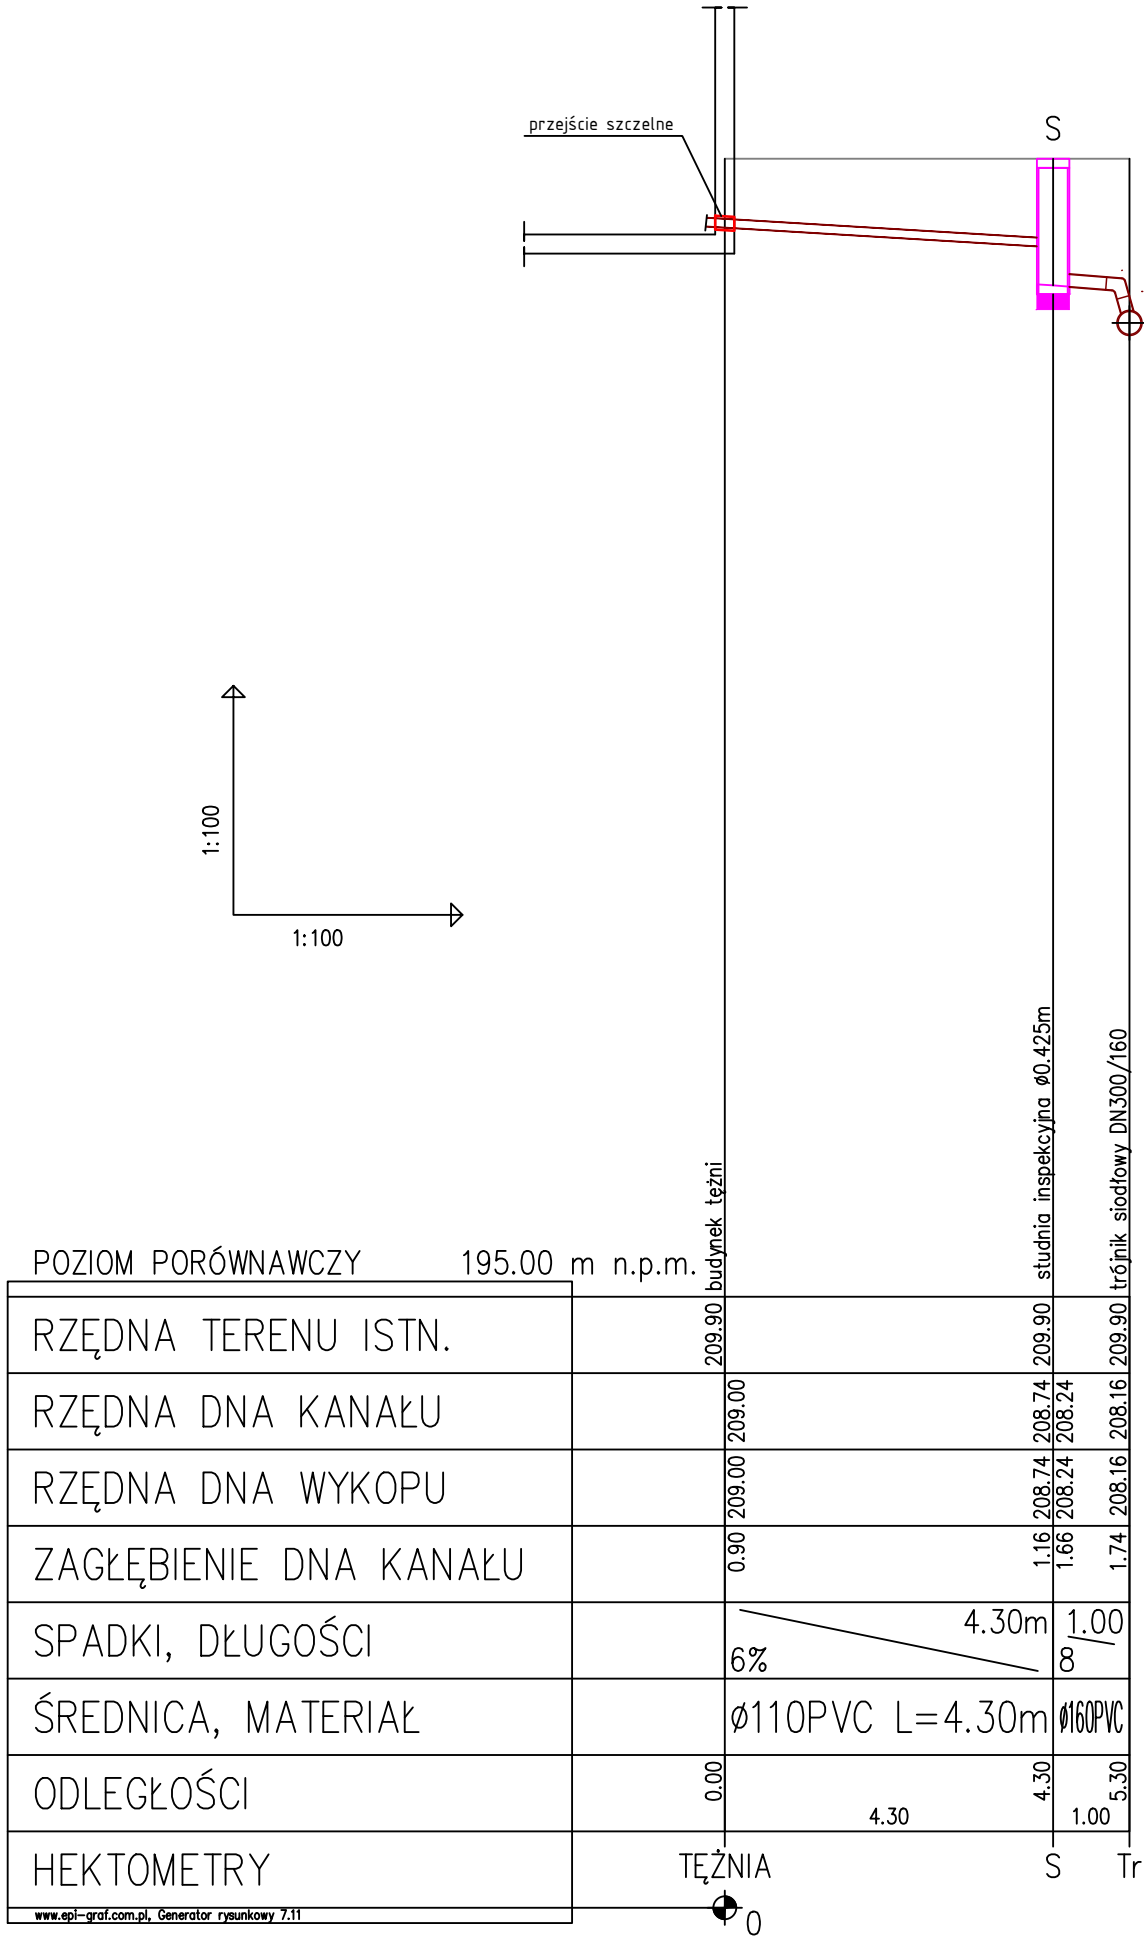 przejście szczelne
S
1:100
1:100
budynek tężni
studnia inspekcyjna ø0.425m
trójnik siodłowy DN300/160
POZIOM PORÓWNAWCZY 195.00 m n.p.m.
RZĘDNA TERENU ISTN. 209.90 209.90 209.90
RZĘDNA DNA KANAŁU 209.00 208.74 208.24 208.16
RZĘDNA DNA WYKOPU 209.00 208.74 208.24 208.16
ZAGŁĘBIENIE DNA KANAŁU 0.90 1.16 1.66 1.74
SPADKI, DŁUGOŚCI 6% 4.30m 8 1.00
ŚREDNICA, MATERIAŁ ø110PVC L=4.30m ø160PVC
ODLEGŁOŚCI 0.00 4.30 4.30 1.00 5.30
HEKTOMETRY TĘŻNIA S Tr
www.epi-graf.com.pl, Generator rysunkowy 7.11
0